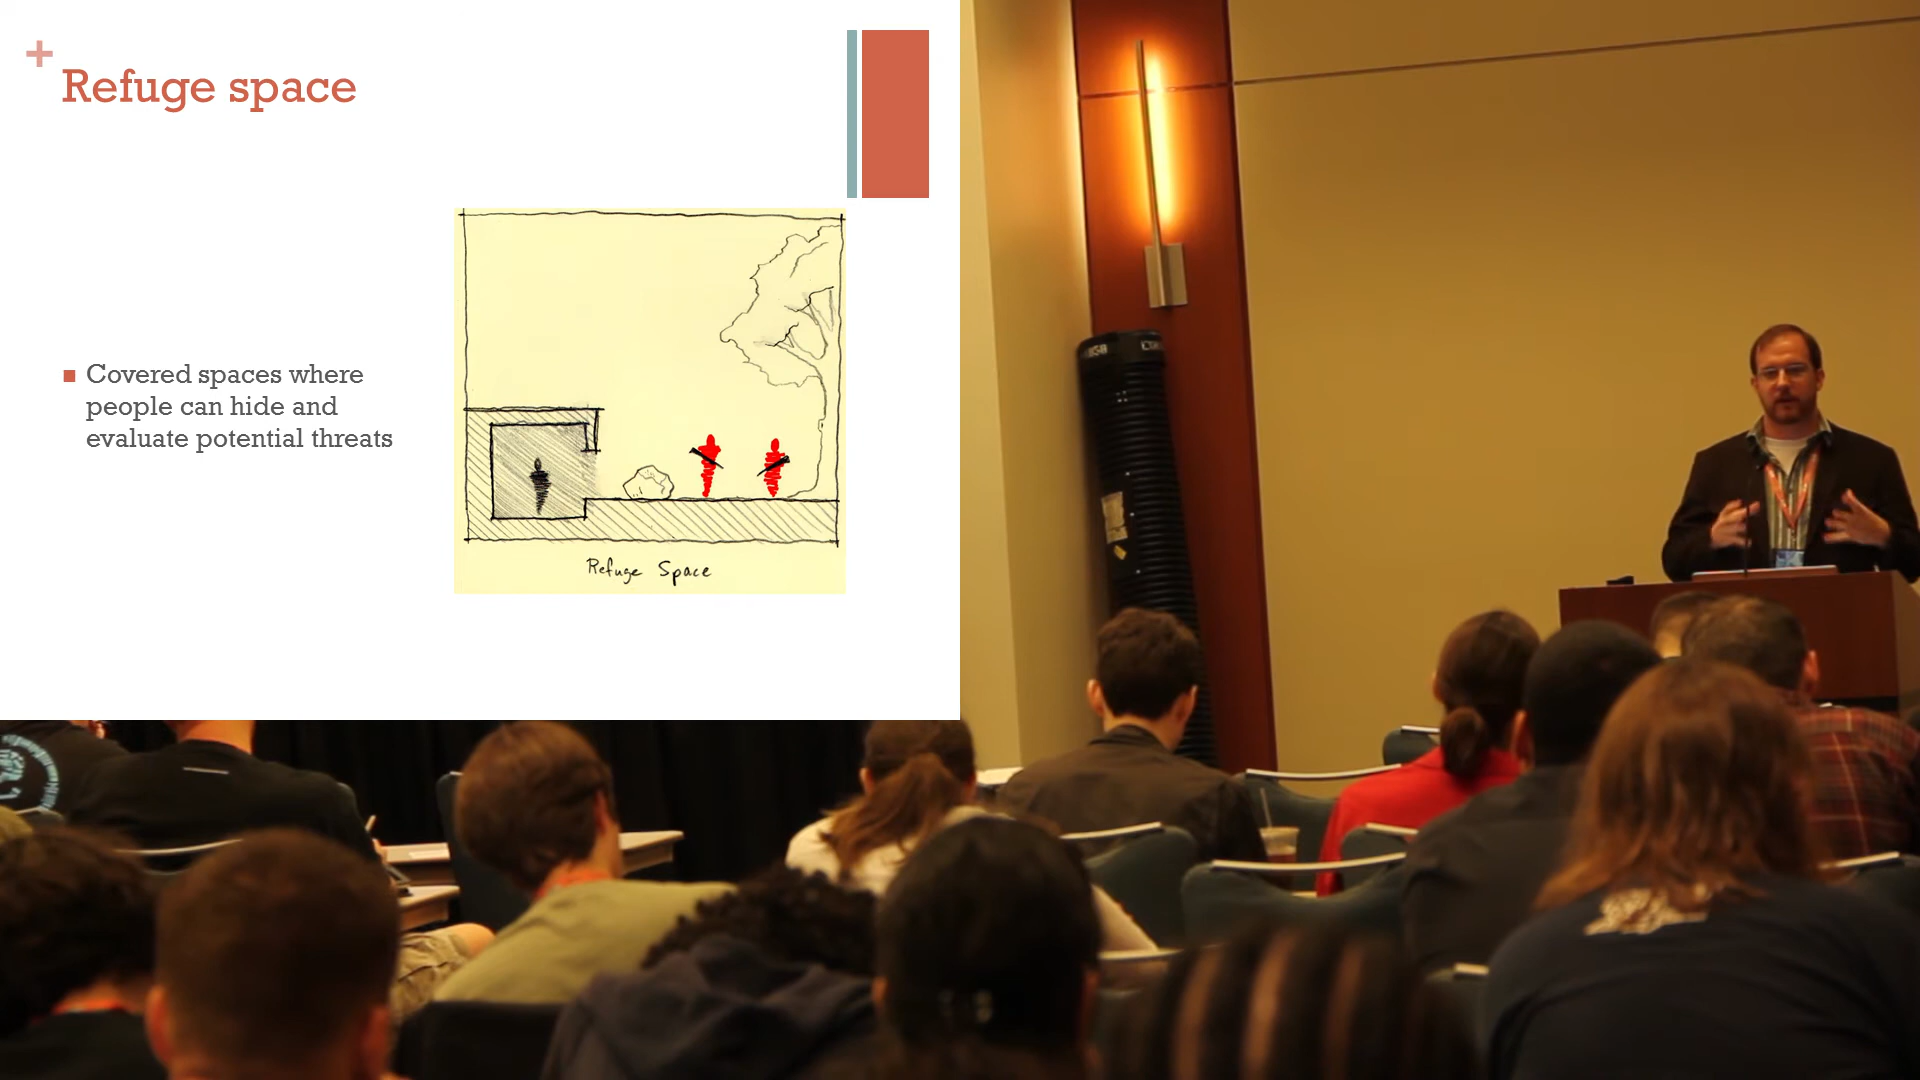 +
Refuge space
Covered spaces where
people can hide and
evaluate potential threats
Refuge Space